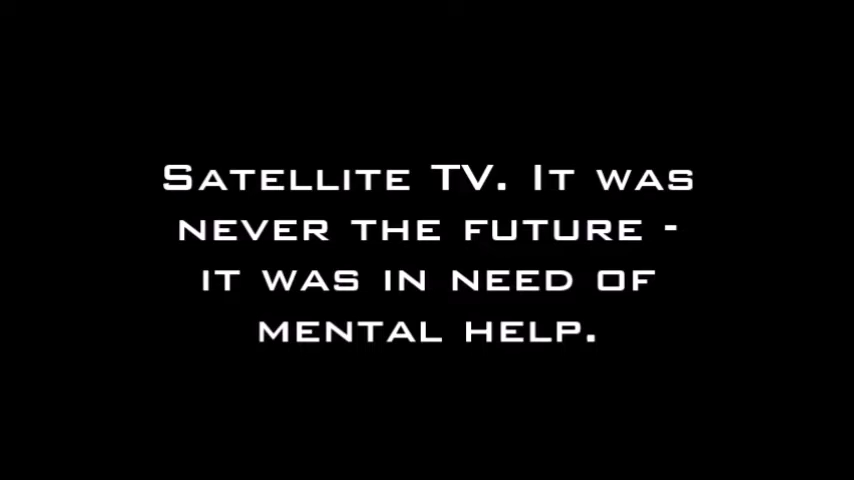 Satellite TV. It was
never the future -
it was in need of
mental help.